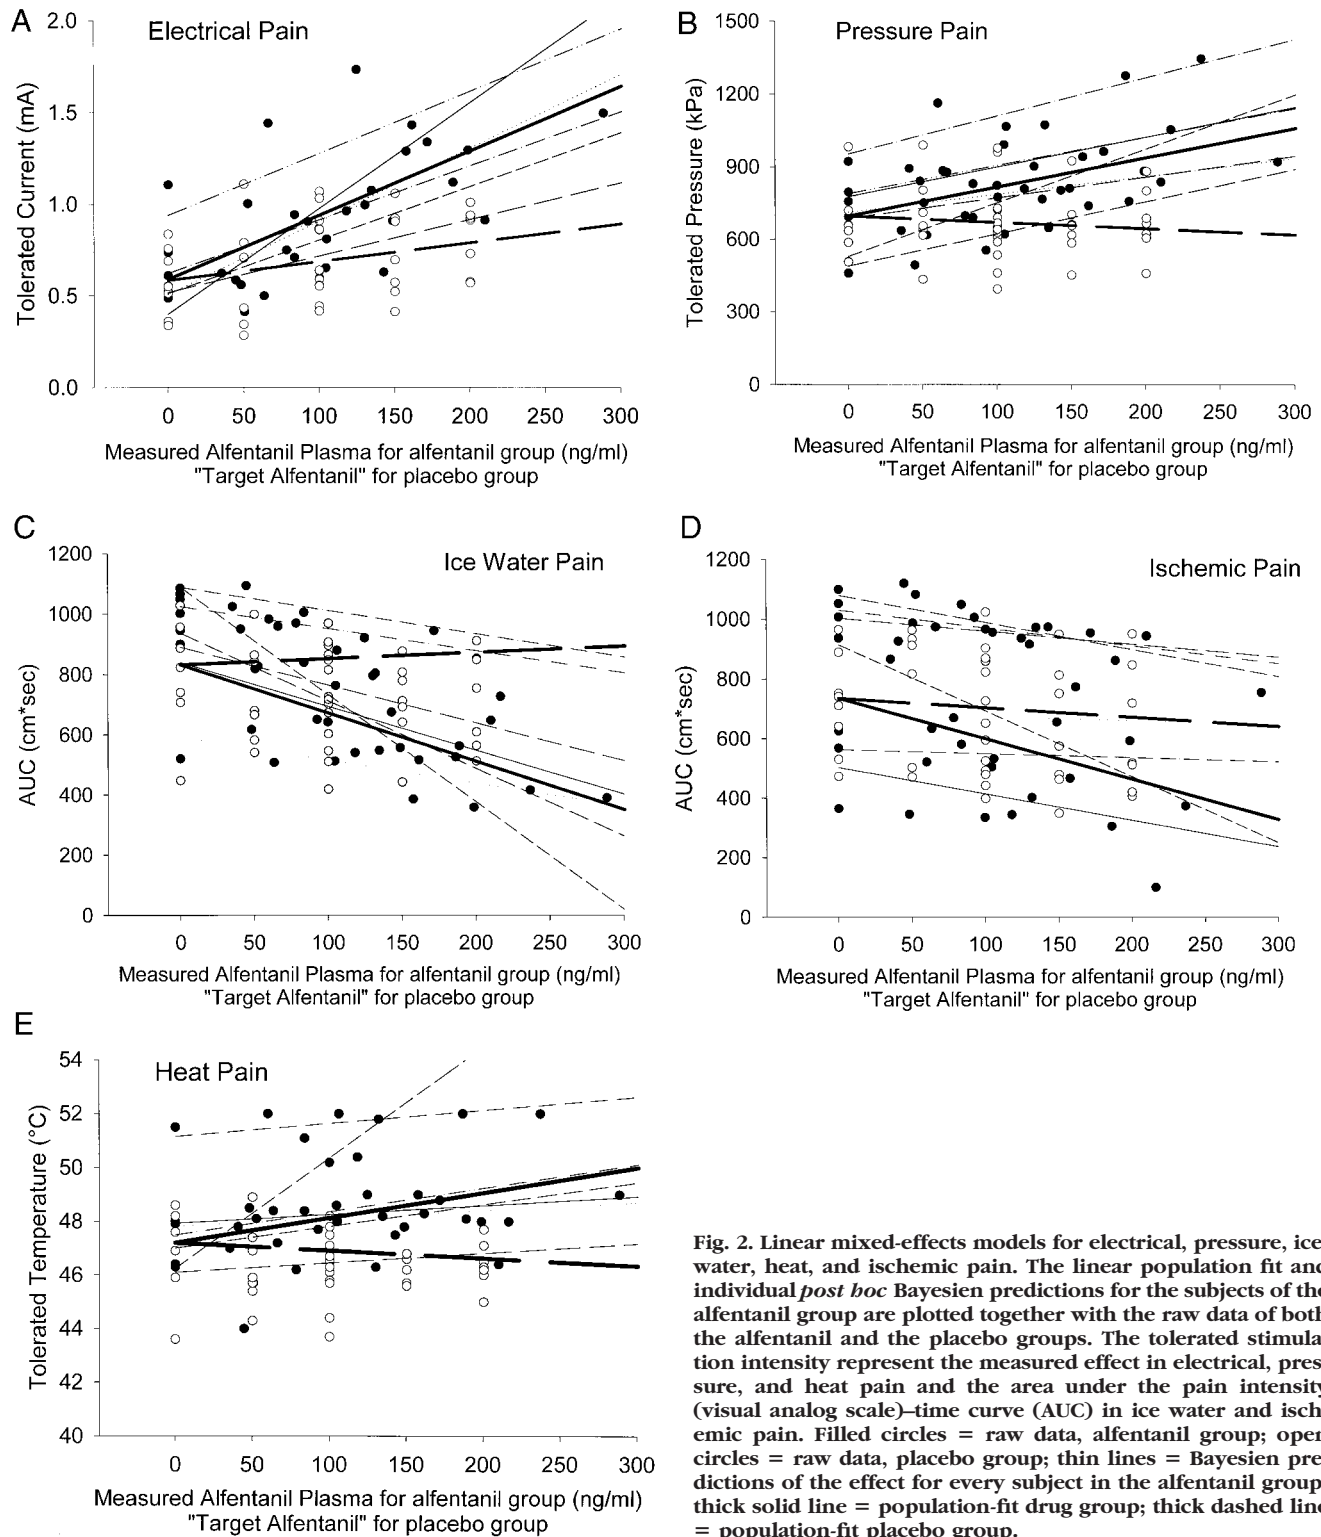 A
Electrical Pain
2.0
1.5
1.0
0.5
0.0
Tolerated Current (mA)
0 50 100 150 200 250 300
Measured Alfentanil Plasma for alfentanil group (ng/ml)
"Target Alfentanil" for placebo group
B
Pressure Pain
1500
1200
900
600
300
0
Tolerated Pressure (kPa)
0 50 100 150 200 250 300
Measured Alfentanil Plasma for alfentanil group (ng/ml)
"Target Alfentanil" for placebo group
C
Ice Water Pain
1200
1000
800
600
400
200
0
AUC (cm*sec)
0 50 100 150 200 250 300
Measured Alfentanil Plasma for alfentanil group (ng/ml)
"Target Alfentanil" for placebo group
D
Ischemic Pain
1200
1000
800
600
400
200
0
AUC (cm*sec)
0 50 100 150 200 250 300
Measured Alfentanil Plasma for alfentanil group (ng/ml)
"Target Alfentanil" for placebo group
E
Heat Pain
54
52
50
48
46
44
42
40
Tolerated Temperature (°C)
0 50 100 150 200 250 300
Measured Alfentanil Plasma for alfentanil group (ng/ml)
"Target Alfentanil" for placebo group
Fig. 2. Linear mixed-effects models for electrical, pressure, ice
water, heat, and ischemic pain. The linear population fit and
individual post hoc Bayesien predictions for the subjects of the
alfentanil group are plotted together with the raw data of both
the alfentanil and the placebo groups. The tolerated stimula
tion intensity represent the measured effect in electrical, pres
sure, and heat pain and the area under the pain intensity
(visual analog scale)–time curve (AUC) in ice water and isch
emic pain. Filled circles = raw data, alfentanil group; open
circles = raw data, placebo group; thin lines = Bayesien pre
dictions of the effect for every subject in the alfentanil group
thick solid line = population-fit drug group; thick dashed line
= population-fit placebo group.